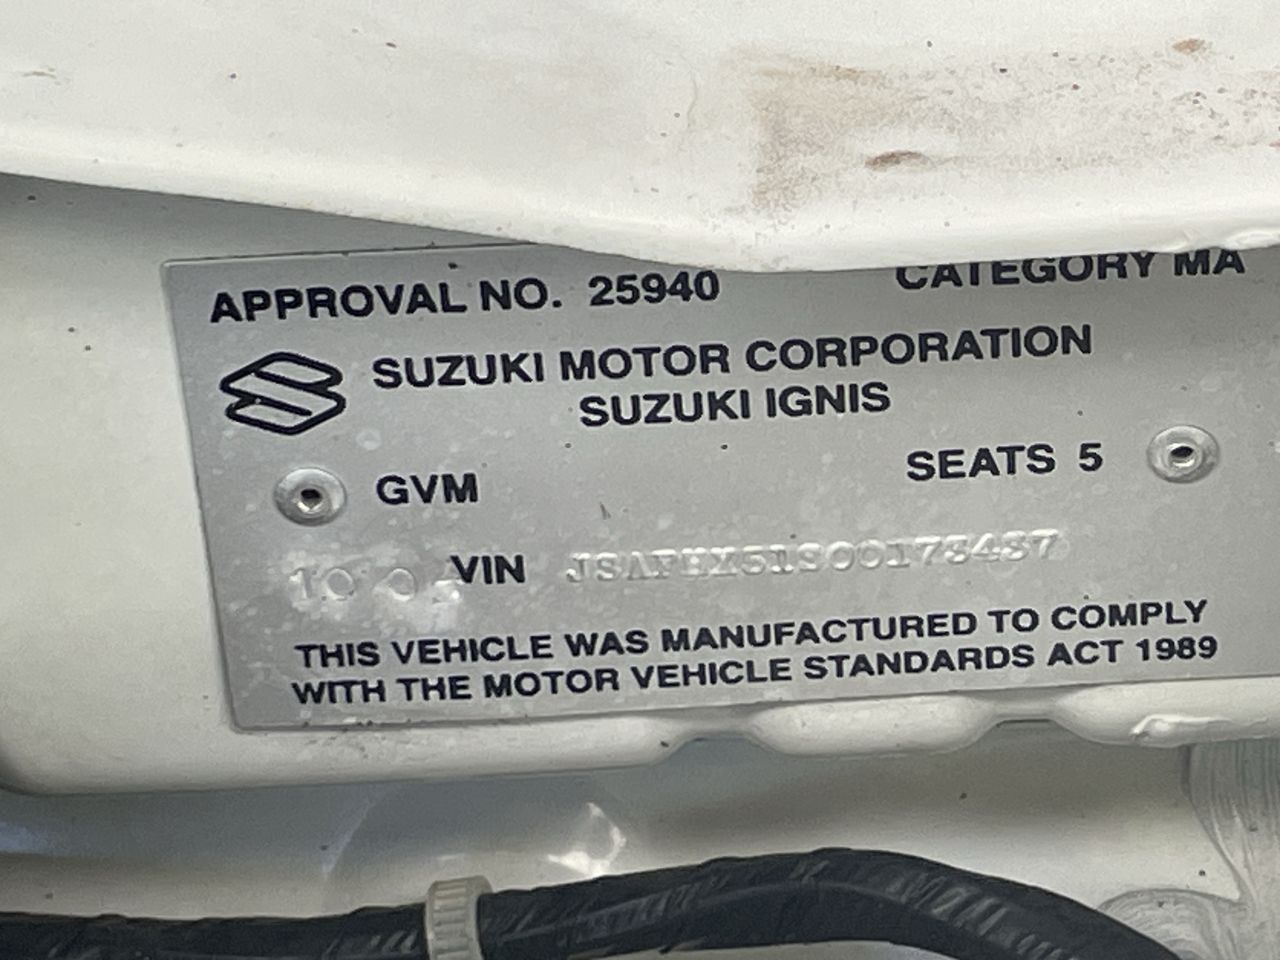 APPROVAL NO. 25940 CATEGORY MA
SUZUKI MOTOR CORPORATION
SUZUKI IGNIS
GVM SEATS 5
VIN JSAFHX51S00173437
THIS VEHICLE WAS MANUFACTURED TO COMPLY
WITH THE MOTOR VEHICLE STANDARDS ACT 1989